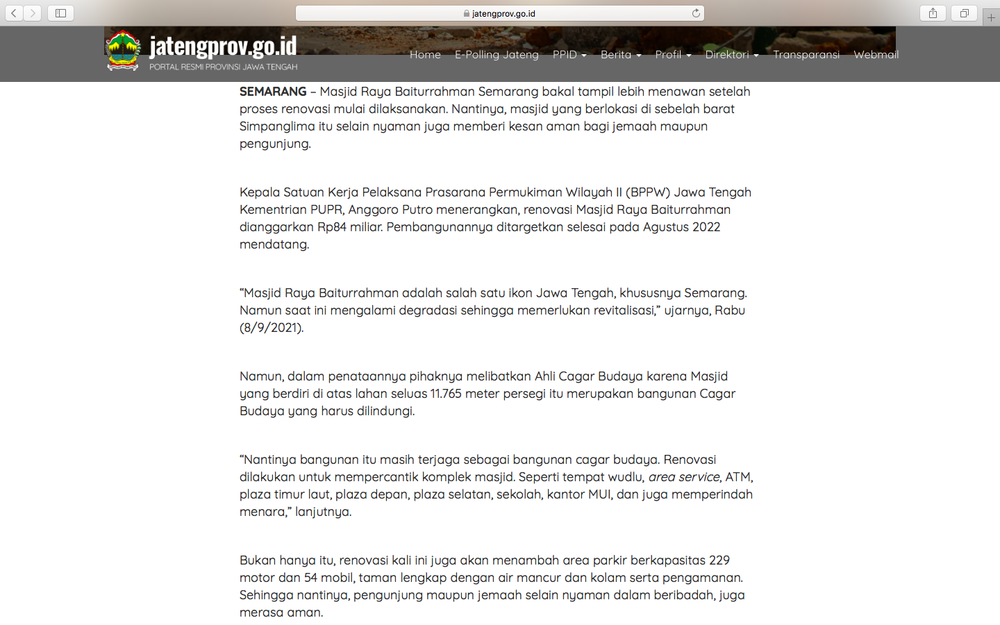 jatengprov.go.id
jatengprov.go.id
PORTAL RESMI PROVINSI JAWA TENGAH
Home E-Polling Jateng PPID Berita Profil Direktori Transparansi Webmail
SEMARANG – Masjid Raya Baiturrahman Semarang bakal tampil lebih menawan setelah
proses renovasi mulai dilaksanakan. Nantinya, masjid yang berlokasi di sebelah barat
Simpanglima itu selain nyaman juga memberi kesan aman bagi jemaah maupun
pengunjung.
Kepala Satuan Kerja Pelaksana Prasarana Permukiman Wilayah II (BPPW) Jawa Tengah
Kementrian PUPR, Anggoro Putro menerangkan, renovasi Masjid Raya Baiturrahman
dianggarkan Rp84 miliar. Pembangunannya ditargetkan selesai pada Agustus 2022
mendatang.
“Masjid Raya Baiturrahman adalah salah satu ikon Jawa Tengah, khususnya Semarang.
Namun saat ini mengalami degradasi sehingga memerlukan revitalisasi,” ujarnya, Rabu
(8/9/2021).
Namun, dalam penataannya pihaknya melibatkan Ahli Cagar Budaya karena Masjid
yang berdiri di atas lahan seluas 11.765 meter persegi itu merupakan bangunan Cagar
Budaya yang harus dilindungi.
“Nantinya bangunan itu masih terjaga sebagai bangunan cagar budaya. Renovasi
dilakukan untuk mempercantik komplek masjid. Seperti tempat wudlu, area service, ATM,
plaza timur laut, plaza depan, plaza selatan, sekolah, kantor MUI, dan juga memperindah
menara,” lanjutnya.
Bukan hanya itu, renovasi kali ini juga akan menambah area parkir berkapasitas 229
motor dan 54 mobil, taman lengkap dengan air mancur dan kolam serta pengamanan.
Sehingga nantinya, pengunjung maupun jemaah selain nyaman dalam beribadah, juga
merasa aman.